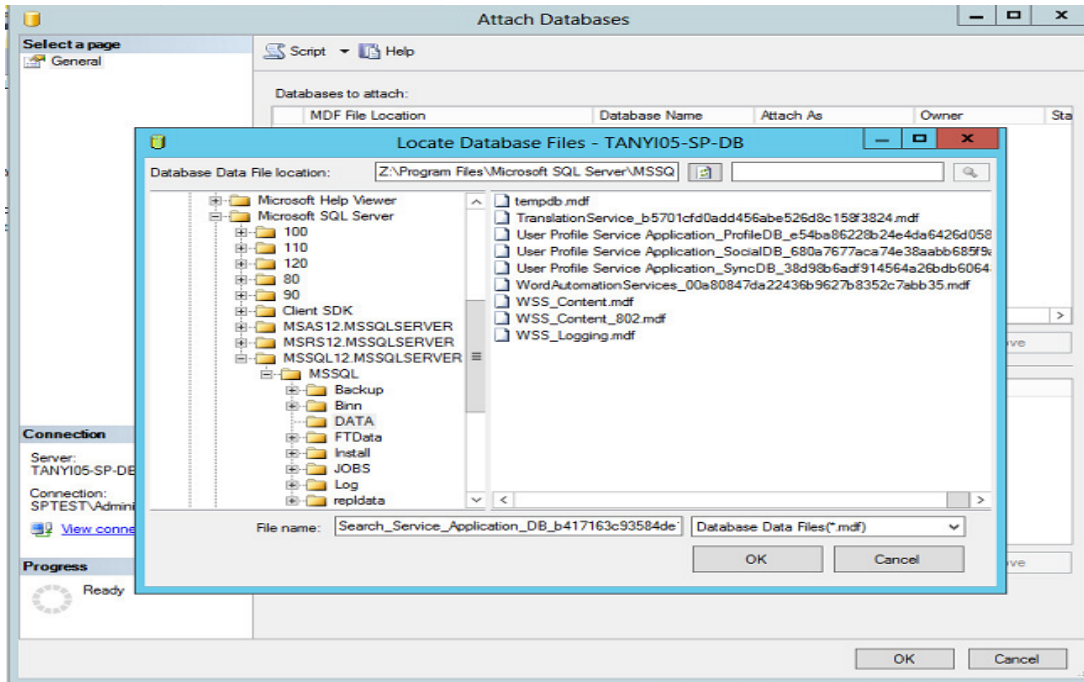 Attach Databases
Select a page
General
Script
Help
Databases to attach:
MDF File Location Database Name Attach As Owner Sta
Locate Database Files - TANYI05-SP-DB
Database Data File location: Z:\Program Files\Microsoft SQL Server\MSSQ
Microsoft Help Viewer
Microsoft SQL Server
100
110
120
80
90
Client SDK
MSAS12.MSSQLSERVER
MSRS12.MSSQLSERVER
MSSQL12.MSSQLSERVER
MSSQL
Backup
Binn
DATA
FTData
Install
JOBS
Log
repldata
tempdb.mdf
TranslationService_b5701cfd0add456abe526d8c158f3824.mdf
User Profile Service Application_ProfileDB_e54ba86228b24e4da6426d058
User Profile Service Application_SocialDB_680a7677aca74e38aabb685f9a
User Profile Service Application_SyncDB_38d98b6adf914564a26bdb6064
WordAutomationServices_00a80847da22436b9627b8352c7abb35.mdf
WSS_Content.mdf
WSS_Content_802.mdf
WSS_Logging.mdf
File name: Search_Service_Application_DB_b417163c93584de Database Data Files(*.mdf)
OK Cancel
ove
ove
Connection
Server:
TANYI05-SP-DB
Connection:
SPTEST\Admini
View conne
Progress
Ready
OK Cancel